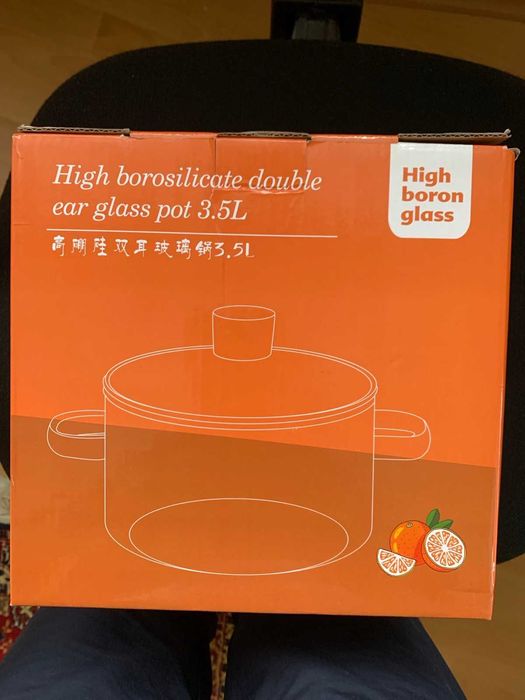 High borosilicate double
ear glass pot 3.5L
高硼硅双耳玻璃锅3.5L
High
boron
glass